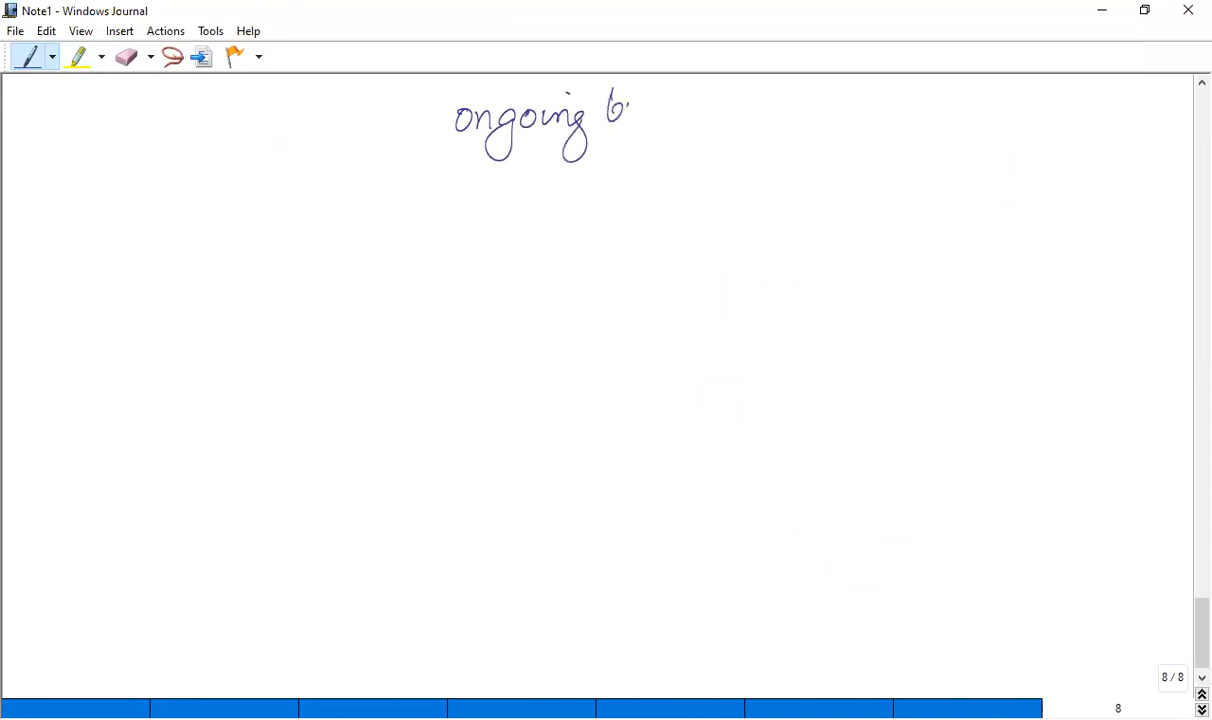 Note1 - Windows Journal
File Edit View Insert Actions Tools Help
ongoing b
8 / 8
8